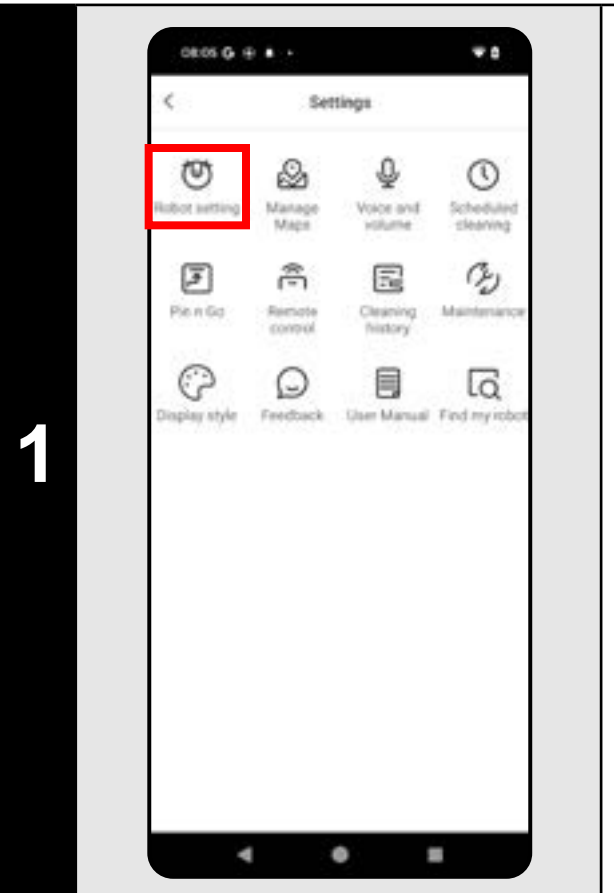 1
08:05 G
Settings
Robot setting
Manage
Maps
Voice and
volume
Scheduled
cleaning
Pin n Go
Remote
control
Cleaning
history
Maintenance
Display style
Feedback
User Manual
Find my robot